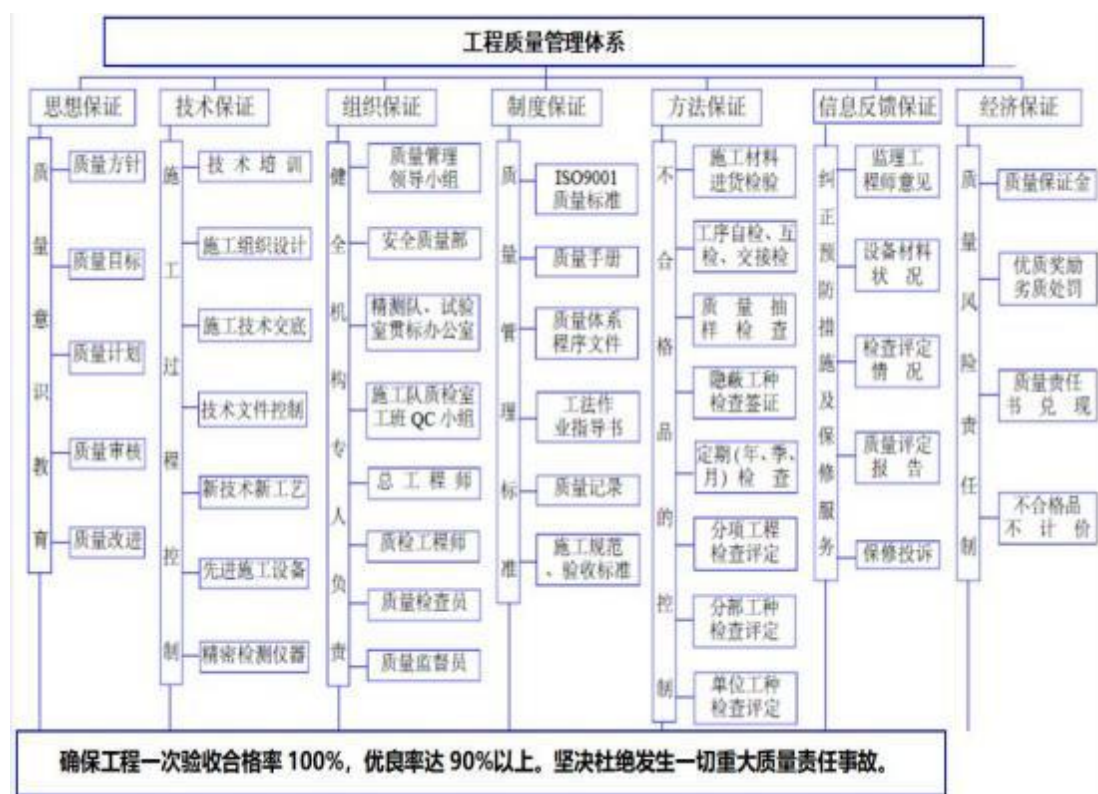 工程质量管理体系
思想保证
技术保证
组织保证
制度保证
方法保证
信息反馈保证
经济保证
质量意识教育
质量方针
质量目标
质量计划
质量审核
质量改进
施工过程控制
技术培训
施工组织设计
施工技术交底
技术文件控制
新技术新工艺
先进施工设备
精密检测仪器
健全机构专人负责
质量管理
领导小组
安全质量部
精测队、试验
室贯标办公室
施工队质检室
工班 QC 小组
总工程师
质检工程师
质量检查员
质量监督员
质量管理标准
ISO9001
质量标准
质量手册
质量体系
程序文件
工法作
业指导书
质量记录
施工规范
、验收标准
不合格品的控制
施工材料
进货检验
工序自检、互
检、交接检
质量抽
样检查
隐蔽工种
检查签证
定期(年、季、
月)检查
分项工程
检查评定
分部工种
检查评定
单位工种
检查评定
纠正预防措施及保修服务
监理工
程师意见
设备材料
状况
检查评定
情况
质量评定
报告
保修投诉
质量风险责任制
质量保证金
优质奖励
劣质处罚
质量责任
书兑现
不合格品
不计价
确保工程一次验收合格率 100%，优良率达 90%以上。坚决杜绝发生一切重大质量责任事故。